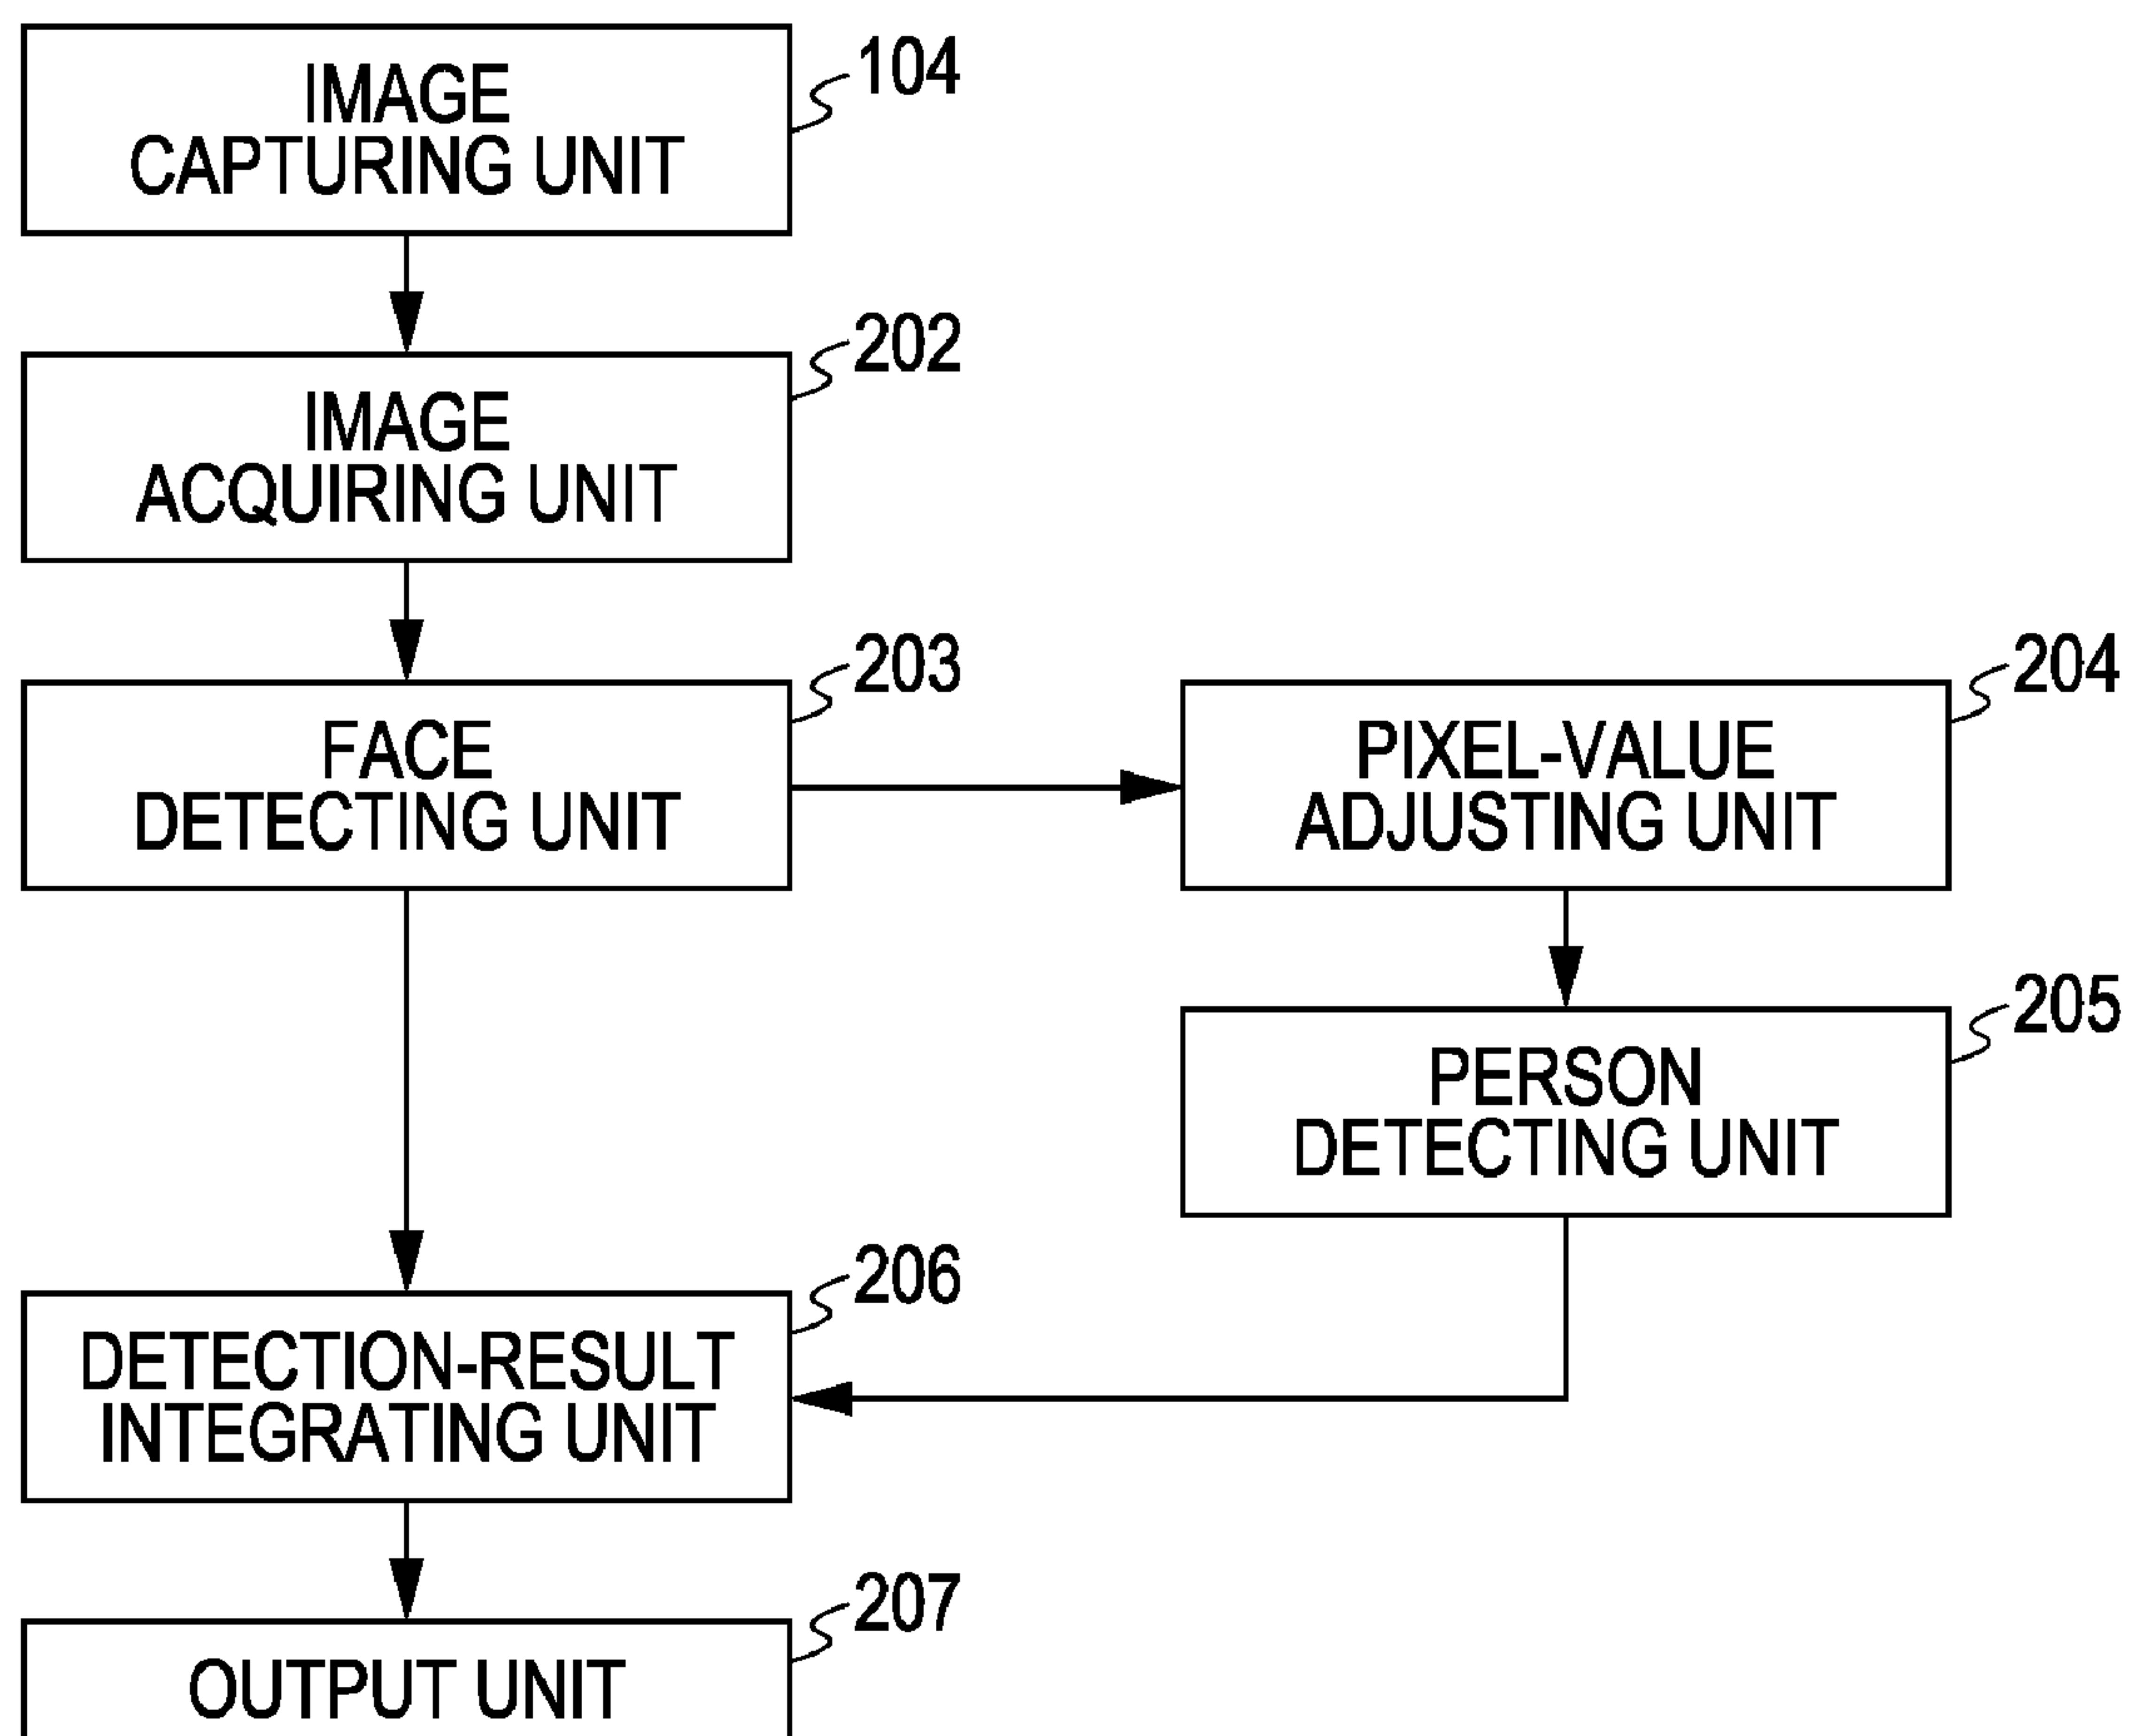 IMAGE
CAPTURING UNIT
104
IMAGE
ACQUIRING UNIT
202
FACE
DETECTING UNIT
203
PIXEL-VALUE
ADJUSTING UNIT
204
PERSON
DETECTING UNIT
205
DETECTION-RESULT
INTEGRATING UNIT
206
OUTPUT UNIT
207